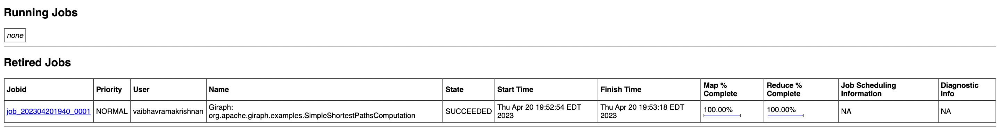 Running Jobs
none
Retired Jobs
Jobid Priority User Name State Start Time Finish Time Map % Complete Reduce % Complete Job Scheduling Information Diagnostic Info
job_202304201940_0001 NORMAL vaibhavramakrishnan Giraph: org.apache.giraph.examples.SimpleShortestPathsComputation SUCCEEDED Thu Apr 20 19:52:54 EDT 2023 Thu Apr 20 19:53:18 EDT 2023 100.00% 100.00% NA NA